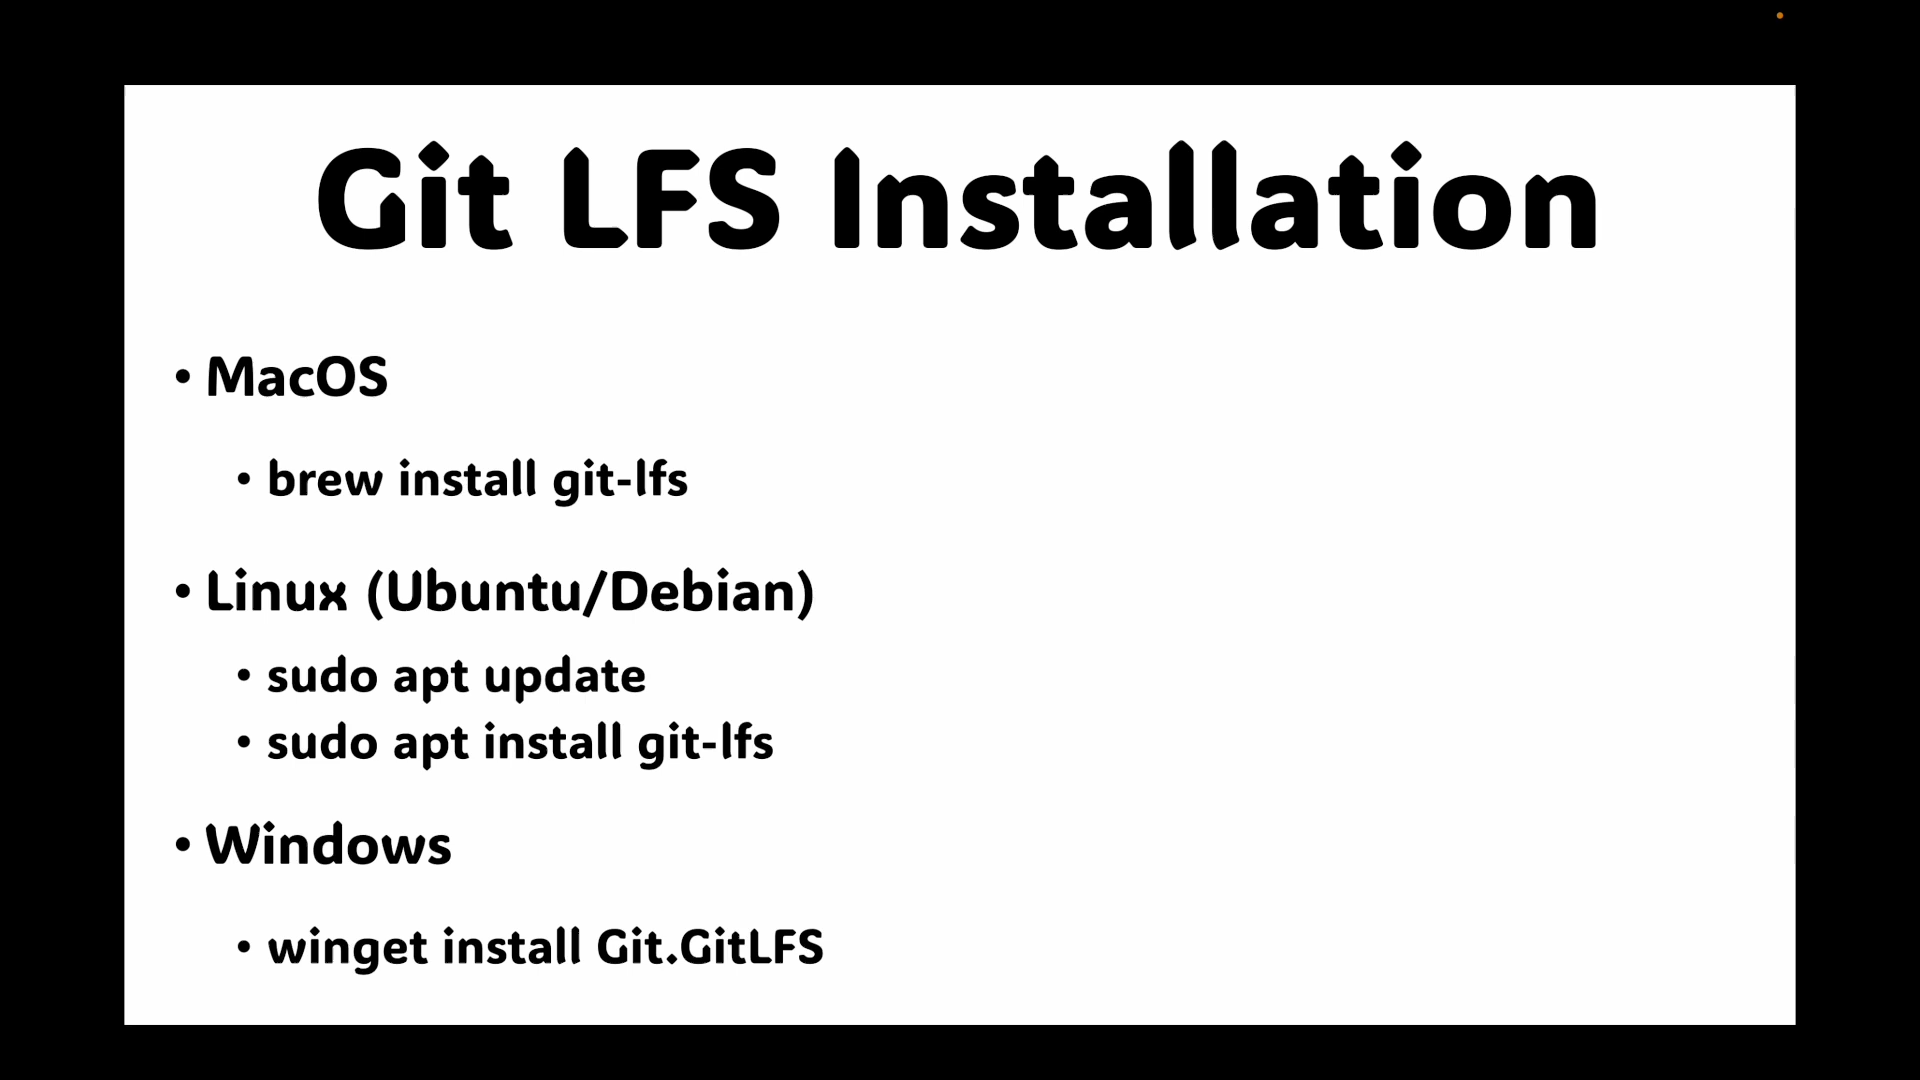 Git LFS Installation
• MacOS
• brew install git-lfs
• Linux (Ubuntu/Debian)
• sudo apt update
• sudo apt install git-lfs
• Windows
• winget install Git.GitLFS